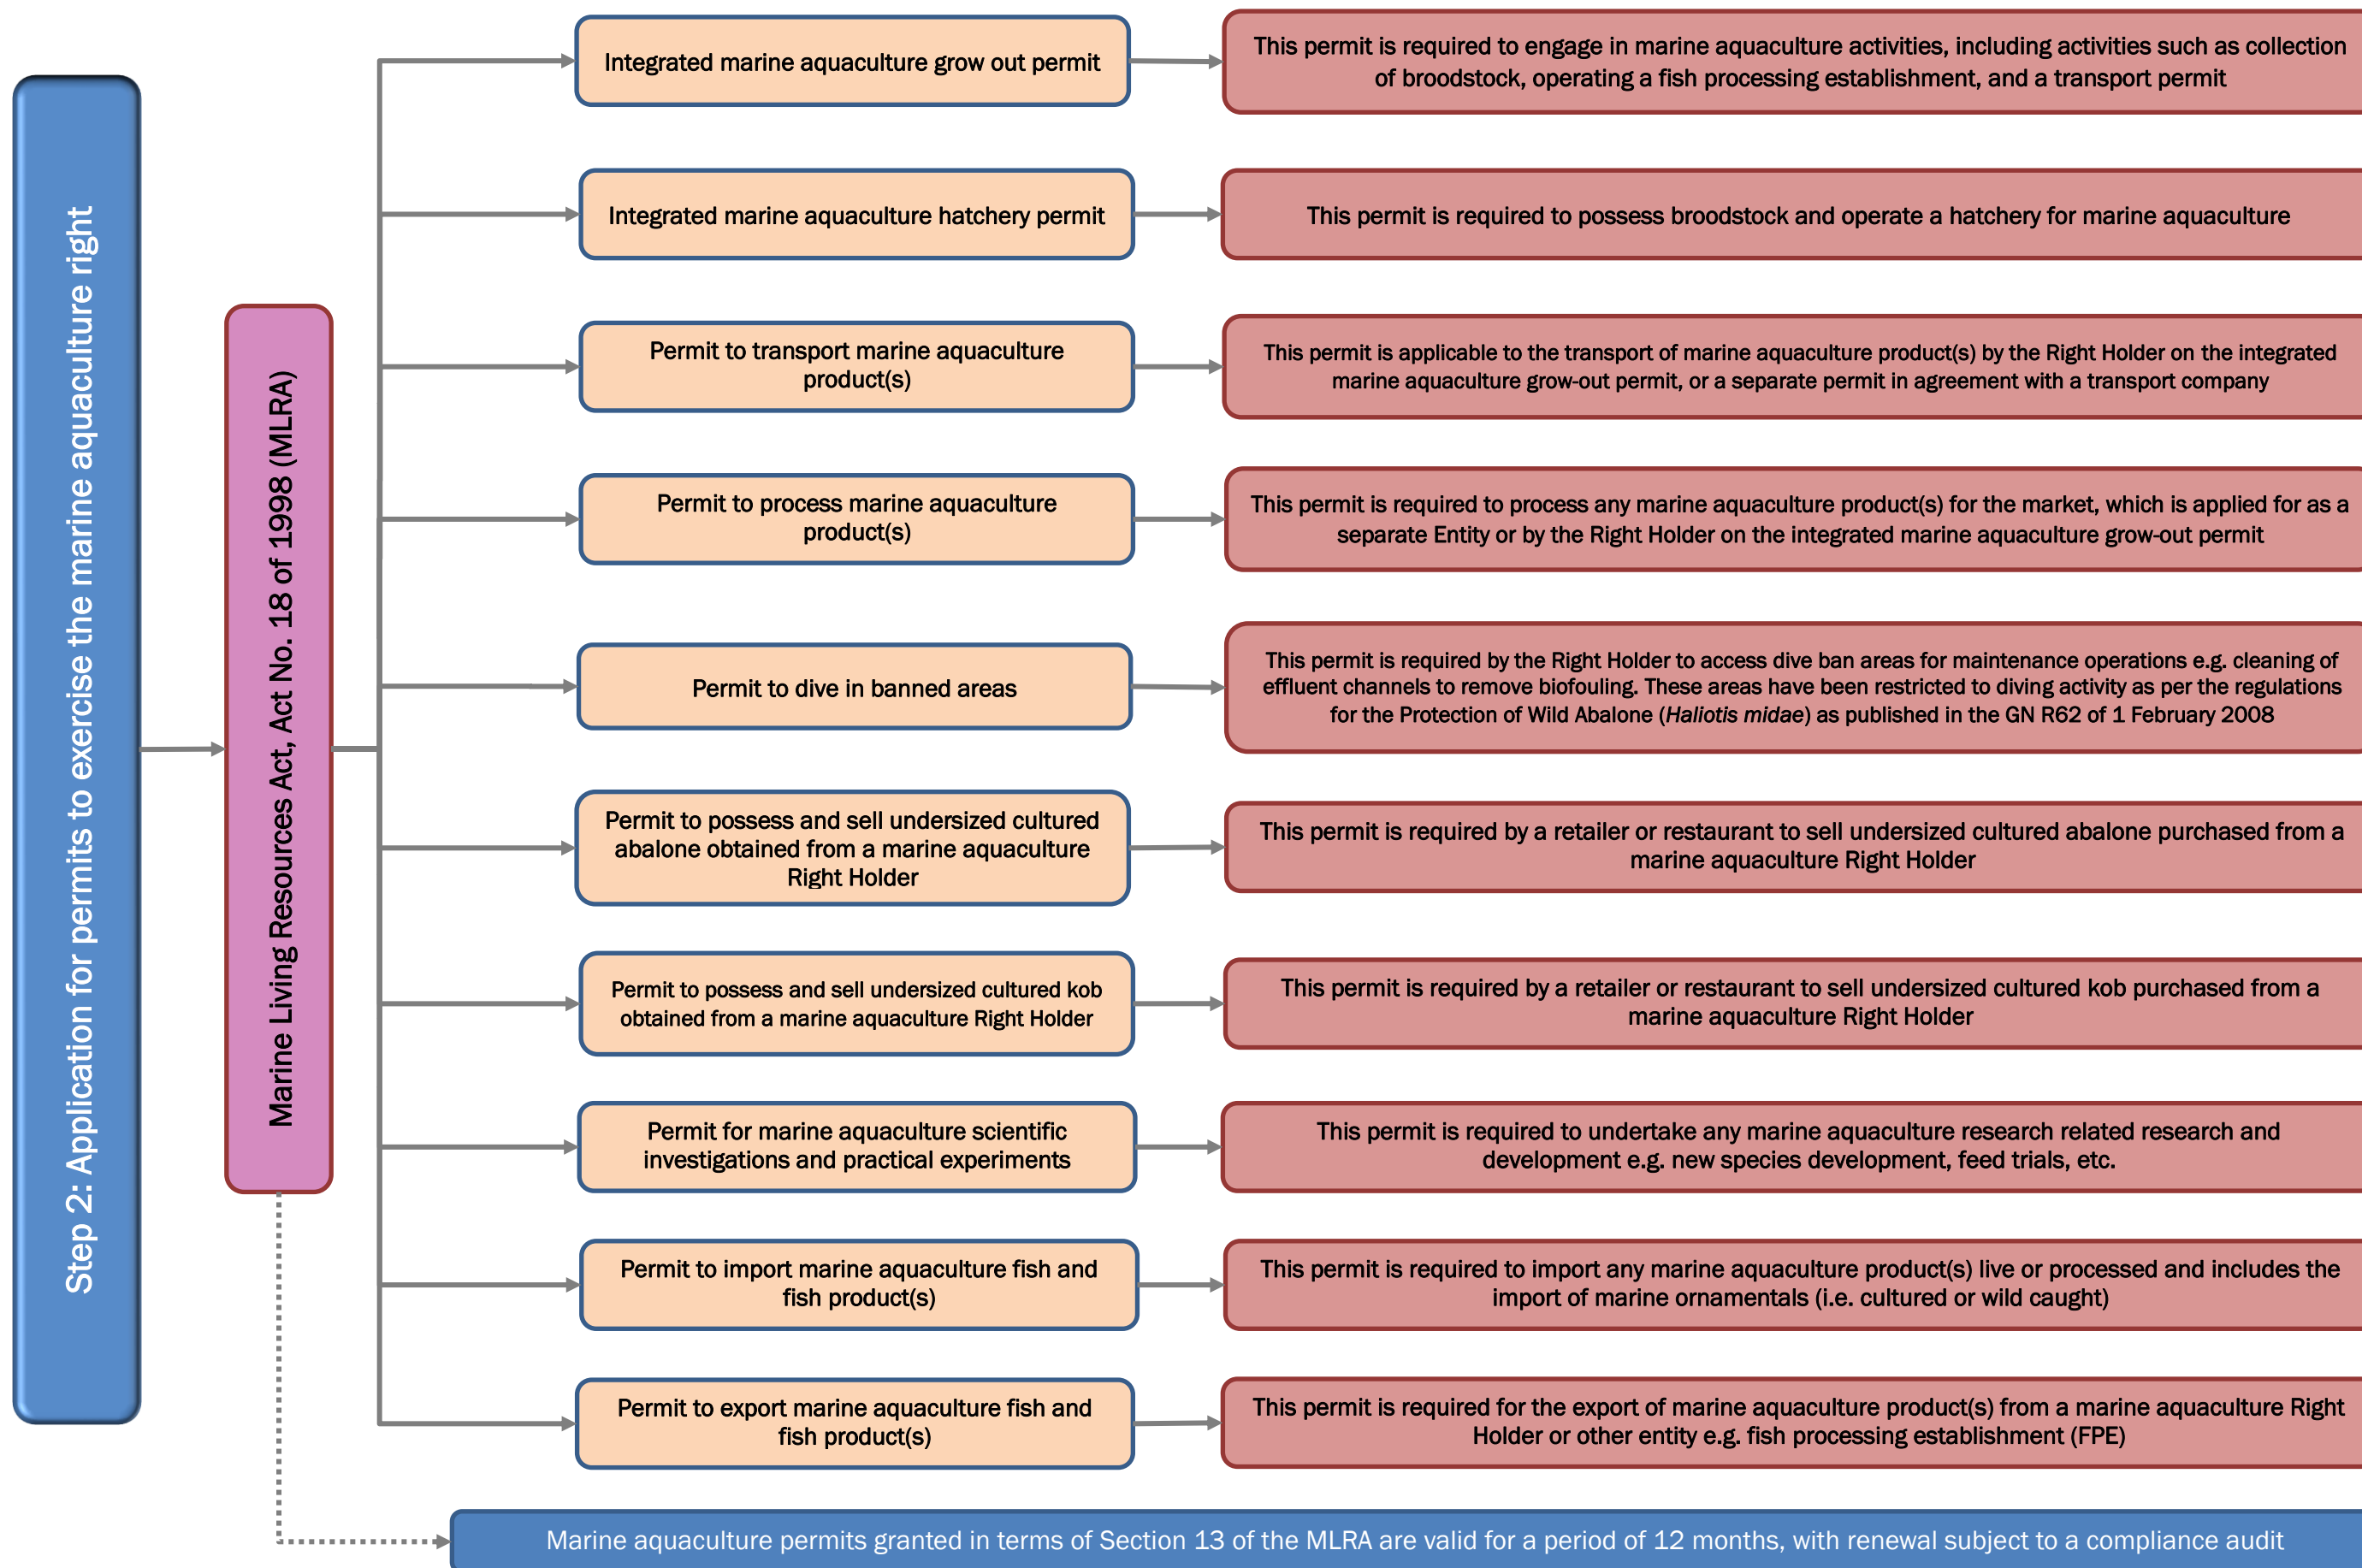 Step 2: Application for permits to exercise the marine aquaculture right
Marine Living Resources Act, Act No. 18 of 1998 (MLRA)
Integrated marine aquaculture grow out permit
This permit is required to engage in marine aquaculture activities, including activities such as collection
of broodstock, operating a fish processing establishment, and a transport permit
Integrated marine aquaculture hatchery permit
This permit is required to possess broodstock and operate a hatchery for marine aquaculture
Permit to transport marine aquaculture
product(s)
This permit is applicable to the transport of marine aquaculture product(s) by the Right Holder on the integrated
marine aquaculture grow-out permit, or a separate permit in agreement with a transport company
Permit to process marine aquaculture
product(s)
This permit is required to process any marine aquaculture product(s) for the market, which is applied for as a
separate Entity or by the Right Holder on the integrated marine aquaculture grow-out permit
Permit to dive in banned areas
This permit is required by the Right Holder to access dive ban areas for maintenance operations e.g. cleaning of
effluent channels to remove biofouling. These areas have been restricted to diving activity as per the regulations
for the Protection of Wild Abalone (Haliotis midae) as published in the GN R62 of 1 February 2008
Permit to possess and sell undersized cultured
abalone obtained from a marine aquaculture
Right Holder
This permit is required by a retailer or restaurant to sell undersized cultured abalone purchased from a
marine aquaculture Right Holder
Permit to possess and sell undersized cultured kob
obtained from a marine aquaculture Right Holder
This permit is required by a retailer or restaurant to sell undersized cultured kob purchased from a
marine aquaculture Right Holder
Permit for marine aquaculture scientific
investigations and practical experiments
This permit is required to undertake any marine aquaculture research related research and
development e.g. new species development, feed trials, etc.
Permit to import marine aquaculture fish and
fish product(s)
This permit is required to import any marine aquaculture product(s) live or processed and includes the
import of marine ornamentals (i.e. cultured or wild caught)
Permit to export marine aquaculture fish and
fish product(s)
This permit is required for the export of marine aquaculture product(s) from a marine aquaculture Right
Holder or other entity e.g. fish processing establishment (FPE)
Marine aquaculture permits granted in terms of Section 13 of the MLRA are valid for a period of 12 months, with renewal subject to a compliance audit